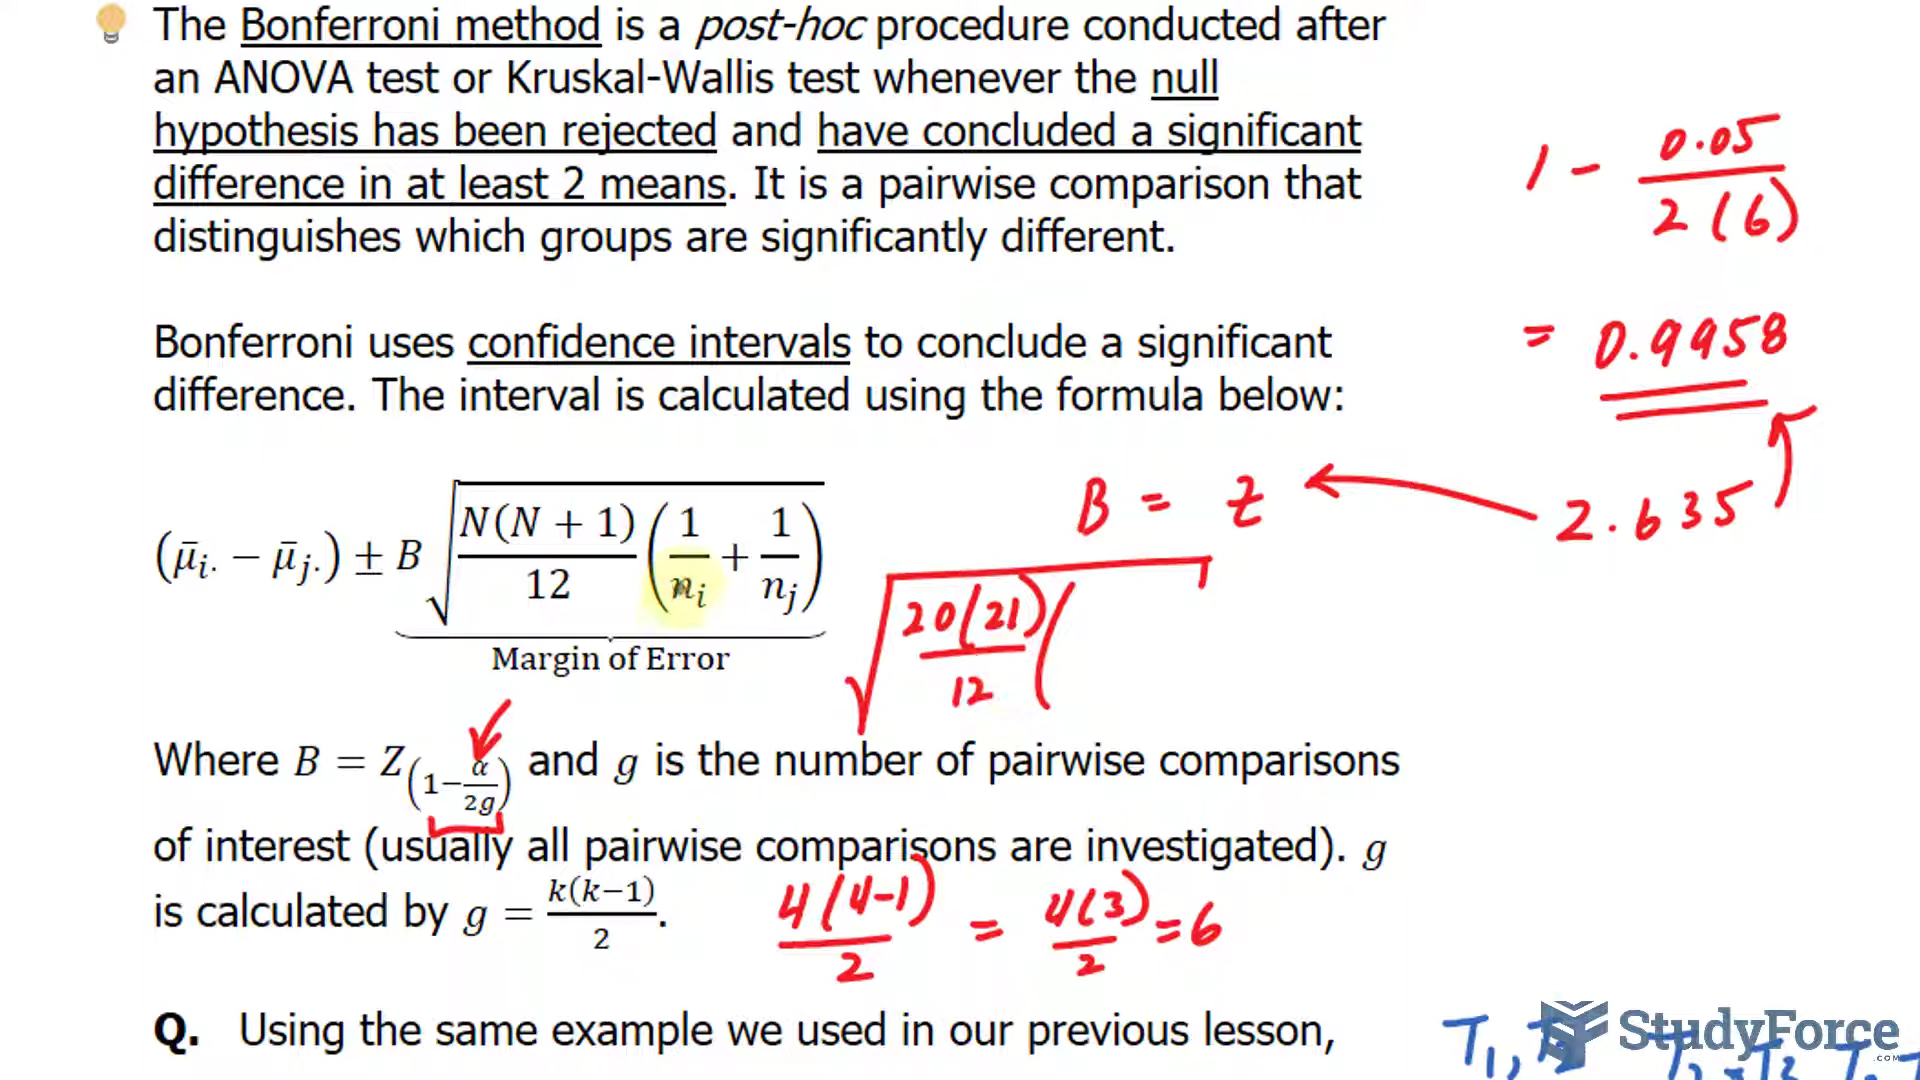 The Bonferroni method is a post-hoc procedure conducted after
an ANOVA test or Kruskal-Wallis test whenever the null
hypothesis has been rejected and have concluded a significant
difference in at least 2 means. It is a pairwise comparison that
distinguishes which groups are significantly different.
1 - 0.05 / 2(6)
= 0.9958
Bonferroni uses confidence intervals to conclude a significant
difference. The interval is calculated using the formula below:
(μ̄i. − μ̄j.) ± B √(N(N + 1)/12 (1/ni + 1/nj))
Margin of Error
B = Z
2.635
√ 20(21)/12 (
Where B = Z(1−α/2g) and g is the number of pairwise comparisons
of interest (usually all pairwise comparisons are investigated). g
is calculated by g = k(k−1)/2.
4(4-1)/2 = 4(3)/2 = 6
Q. Using the same example we used in our previous lesson,
T1,
StudyForce
.COM